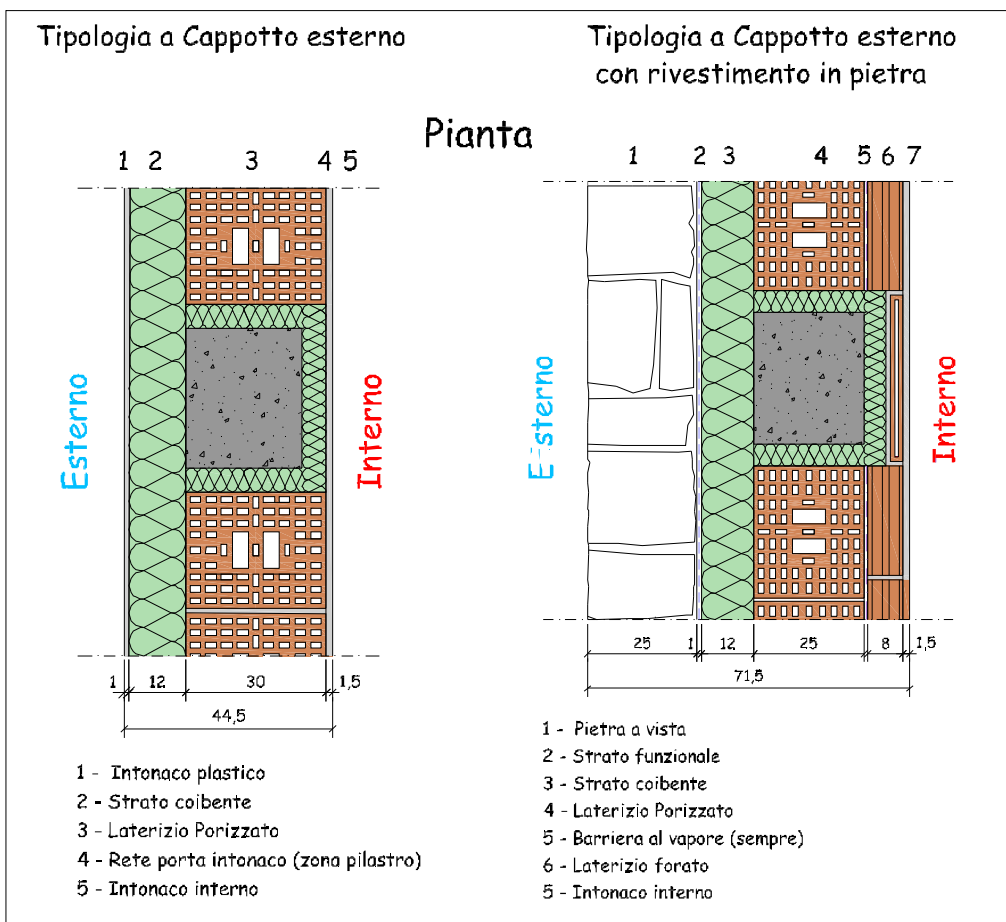 Tipologia a Cappotto esterno
Tipologia a Cappotto esterno
con rivestimento in pietra
Pianta
1 2 3 4 5
1 2 3 4 5 6 7
Esterno
Interno
Esterno
Interno
1 12 30 1,5
44,5
25 1 12 25 8 1,5
71,5
1 - Intonaco plastico
2 - Strato coibente
3 - Laterizio Porizzato
4 - Rete porta intonaco (zona pilastro)
5 - Intonaco interno
1 - Pietra a vista
2 - Strato funzionale
3 - Strato coibente
4 - Laterizio Porizzato
5 - Barriera al vapore (sempre)
6 - Laterizio forato
5 - Intonaco interno